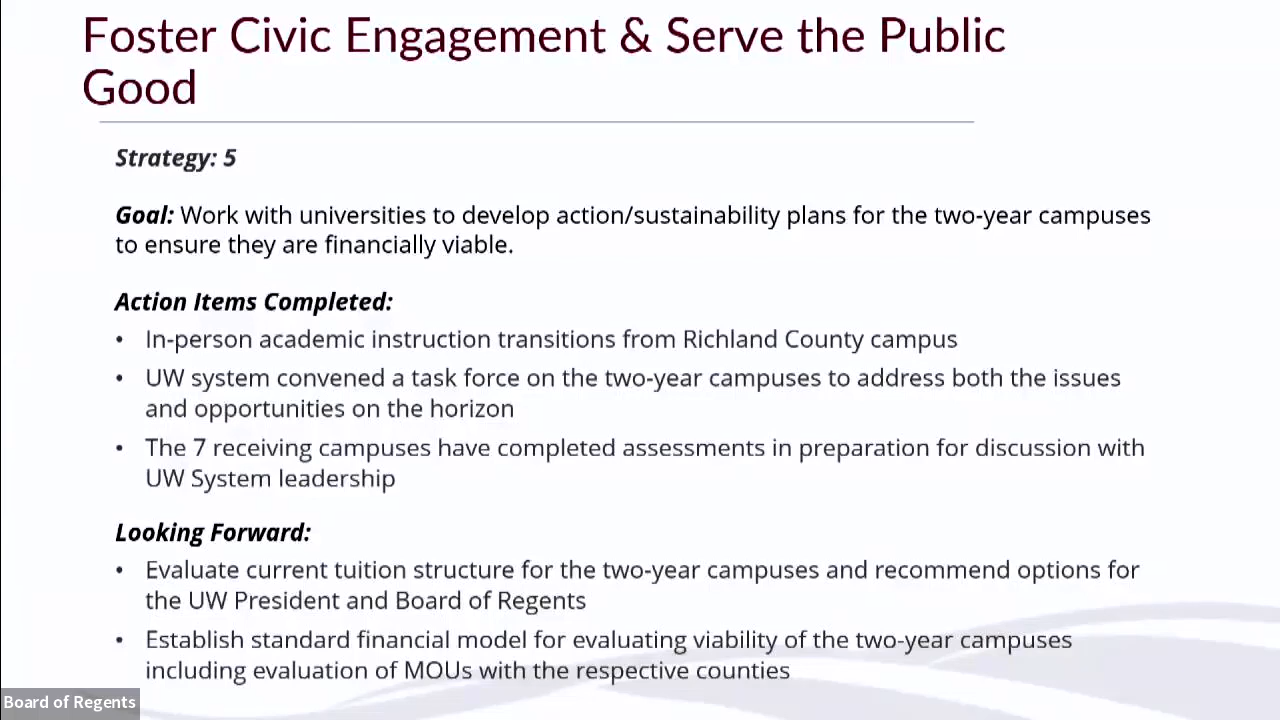 Foster Civic Engagement & Serve the Public
Good
Strategy: 5
Goal: Work with universities to develop action/sustainability plans for the two-year campuses
to ensure they are financially viable.
Action Items Completed:
• In-person academic instruction transitions from Richland County campus
• UW system convened a task force on the two-year campuses to address both the issues
and opportunities on the horizon
• The 7 receiving campuses have completed assessments in preparation for discussion with
UW System leadership
Looking Forward:
• Evaluate current tuition structure for the two-year campuses and recommend options for
the UW President and Board of Regents
• Establish standard financial model for evaluating viability of the two-year campuses
including evaluation of MOUs with the respective counties
Board of Regents